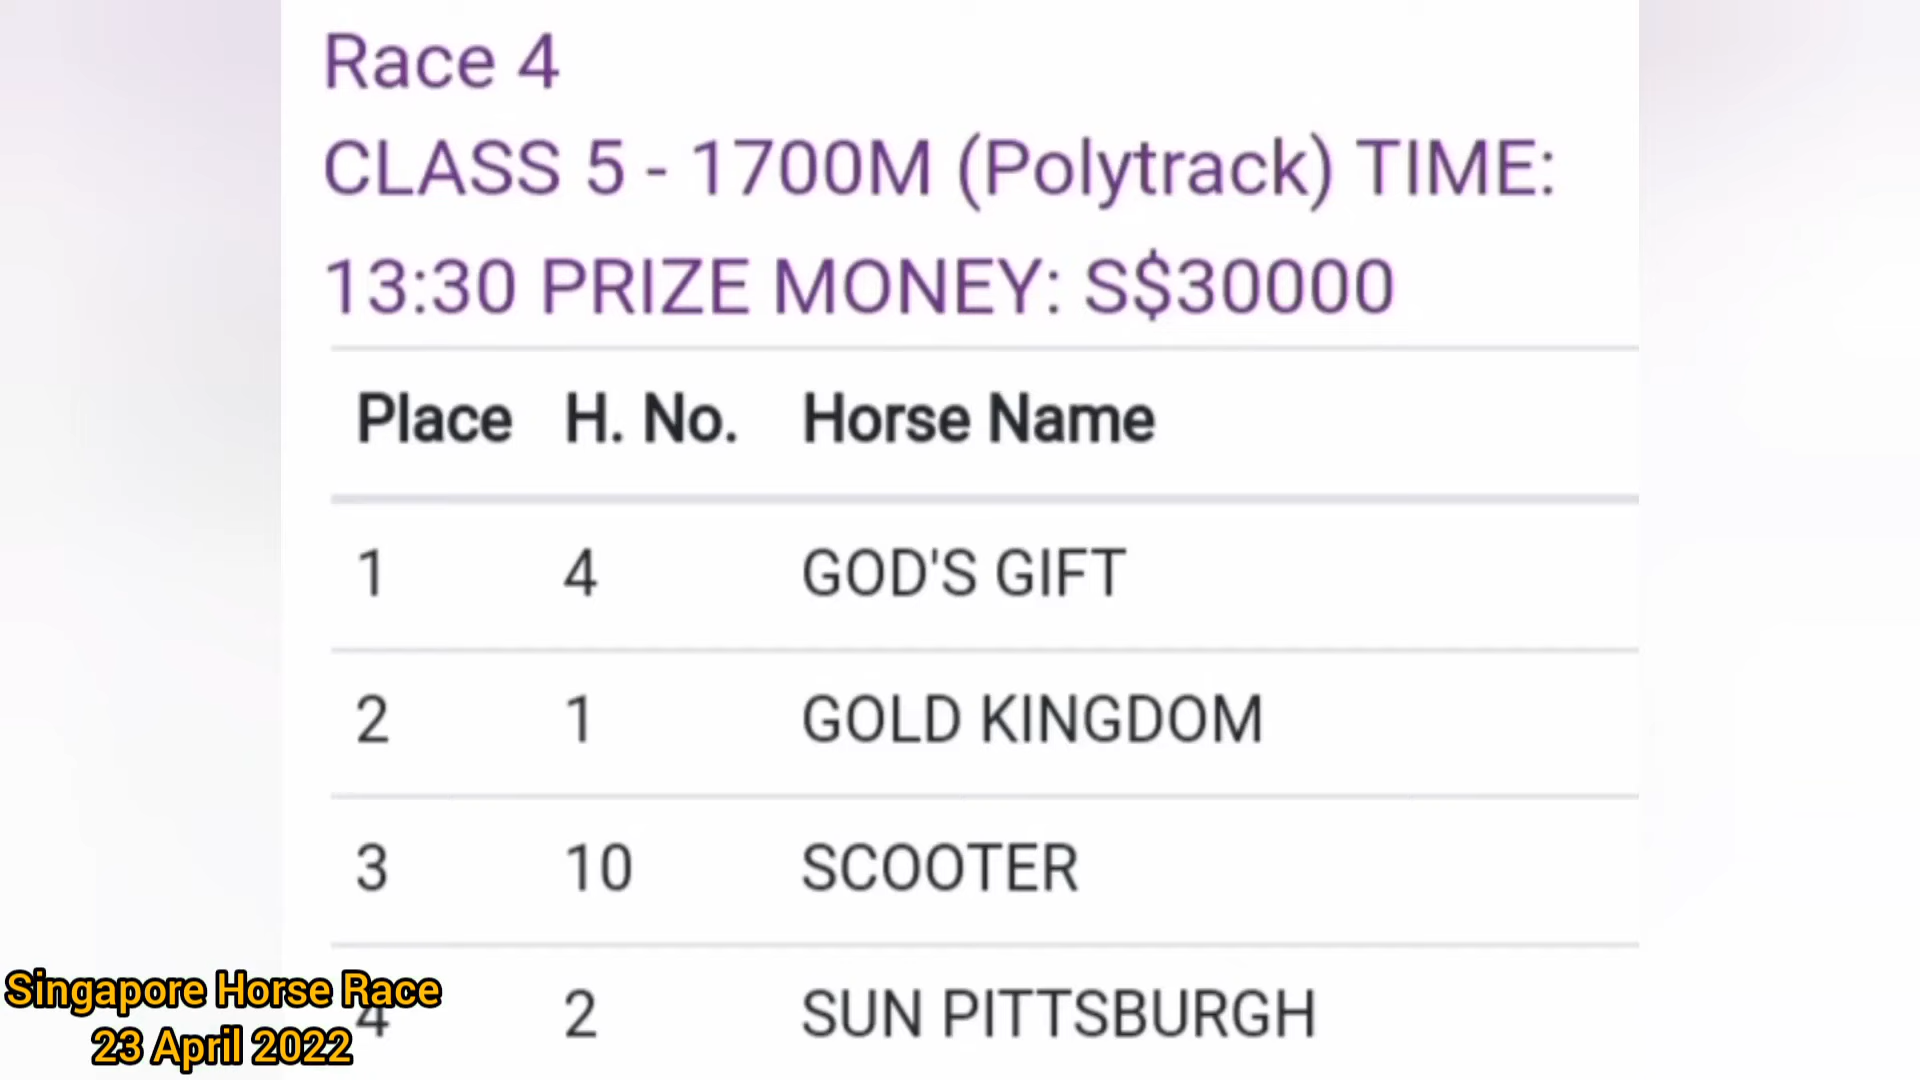 Race 4
CLASS 5 - 1700M (Polytrack) TIME:
13:30 PRIZE MONEY: S$30000
Place H. No. Horse Name
1 4 GOD'S GIFT
2 1 GOLD KINGDOM
3 10 SCOOTER
4 2 SUN PITTSBURGH
Singapore Horse Race
23 April 2022